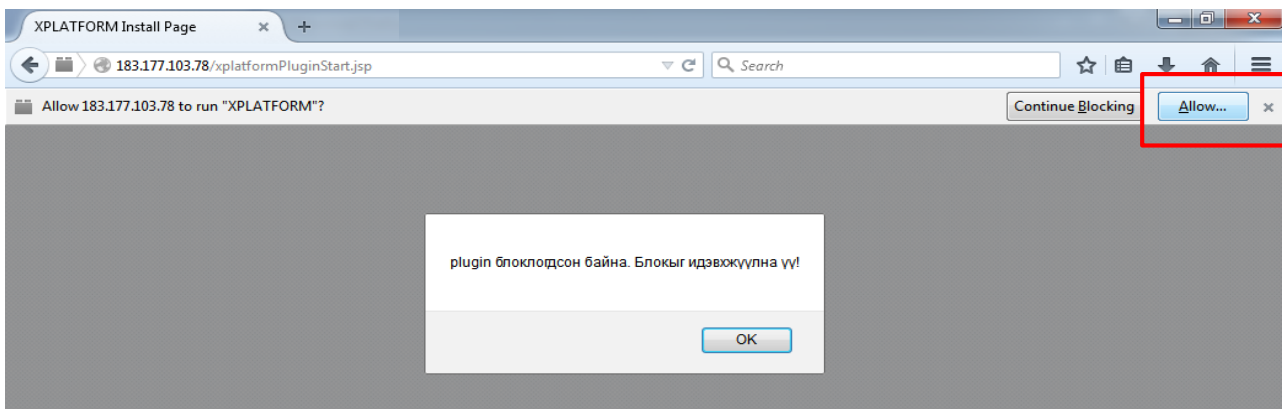 XPLATFORM Install Page
183.177.103.78/xplatformPluginStart.jsp
Search
Allow 183.177.103.78 to run "XPLATFORM"?
Continue Blocking
Allow...
plugin блоклогдсон байна. Блокыг идэвхжүүлнэ үү!
OK